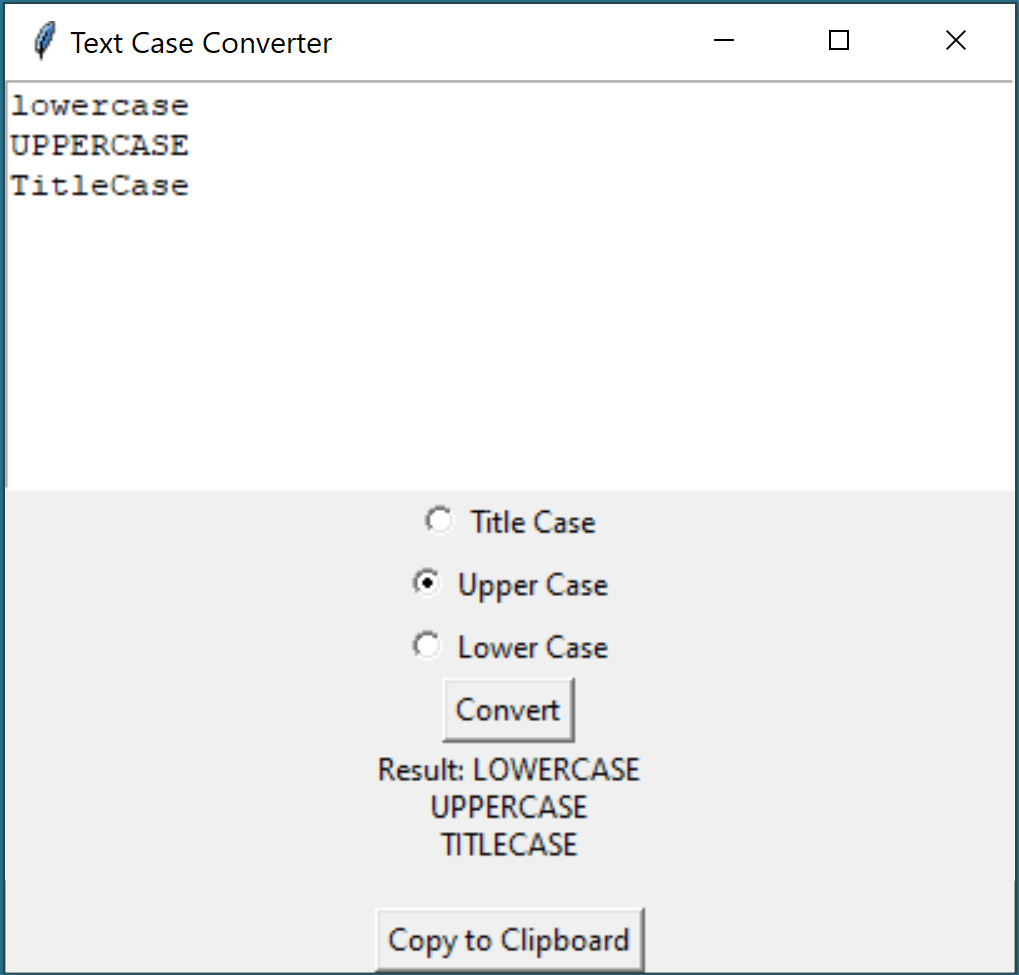 Text Case Converter
lowercase
UPPERCASE
TitleCase
Title Case
Upper Case
Lower Case
Convert
Result: LOWERCASE
UPPERCASE
TITLECASE
Copy to Clipboard